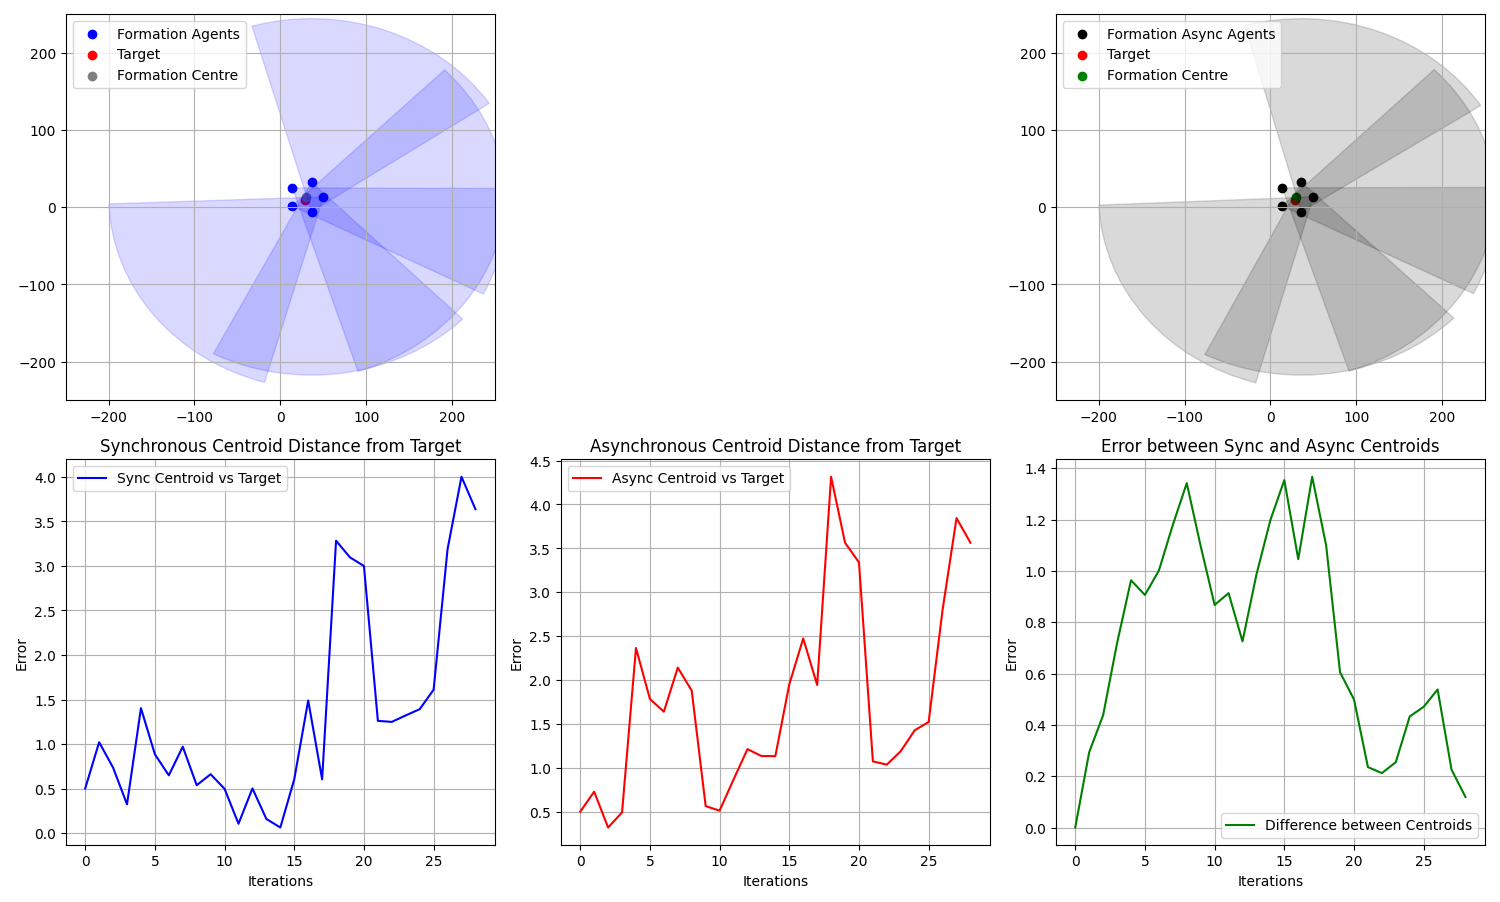 Formation Agents
Target
Formation Centre
200
100
0
−100
−200
−200 −100 0 100 200
Formation Async Agents
Target
Formation Centre
200
100
0
−100
−200
−200 −100 0 100 200
Synchronous Centroid Distance from Target
Sync Centroid vs Target
4.0
3.5
3.0
2.5
2.0
1.5
1.0
0.5
0.0
Error
0 5 10 15 20 25
Iterations
Asynchronous Centroid Distance from Target
Async Centroid vs Target
4.5
4.0
3.5
3.0
2.5
2.0
1.5
1.0
0.5
Error
0 5 10 15 20 25
Iterations
Error between Sync and Async Centroids
1.4
1.2
1.0
0.8
0.6
0.4
0.2
0.0
Error
Difference between Centroids
0 5 10 15 20 25
Iterations